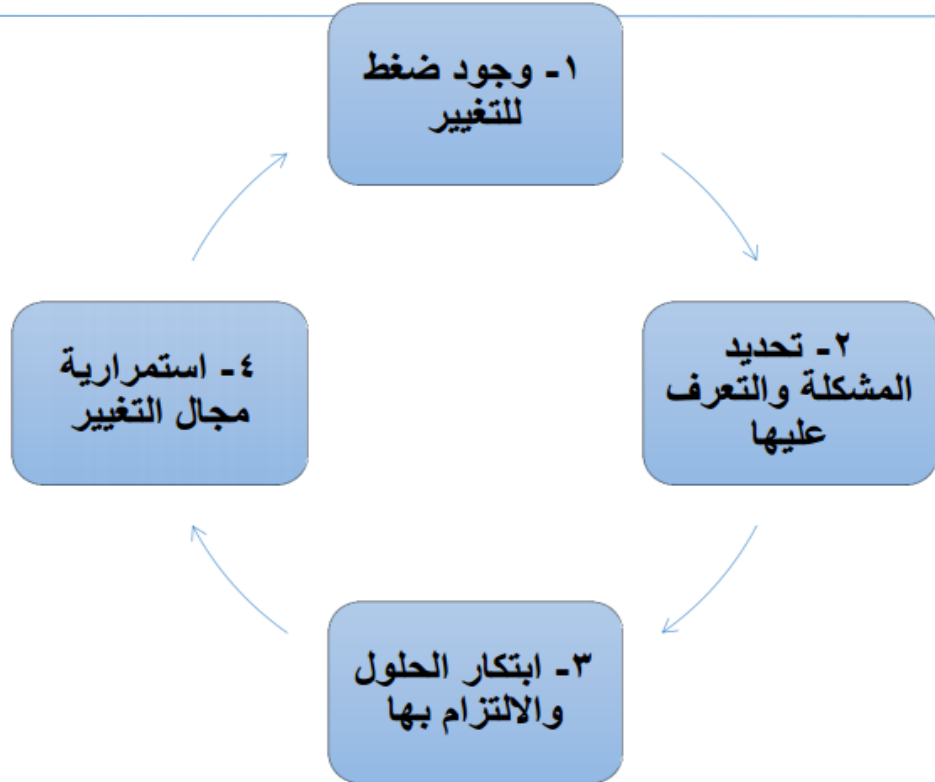 ١- وجود ضغط
للتغيير
٢- تحديد
المشكلة والتعرف
عليها
٣- ابتكار الحلول
والالتزام بها
٤- استمرارية
مجال التغيير